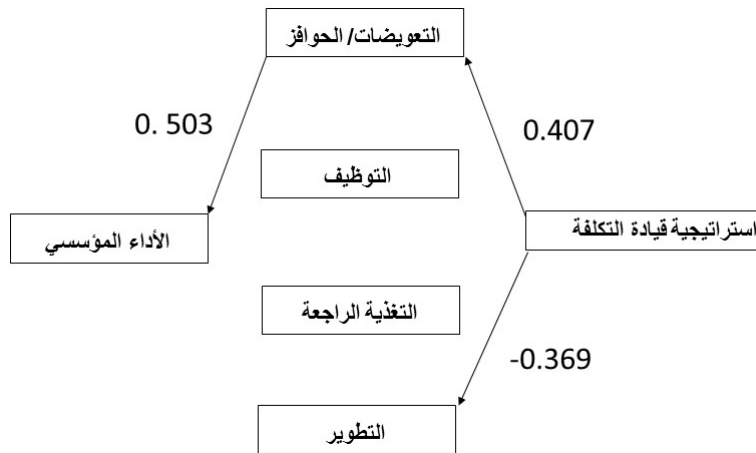 التعويضات/ الحوافز
0. 503
0.407
التوظيف
استراتيجية قيادة التكلفة
الأداء المؤسسي
التغذية الراجعة
-0.369
التطوير